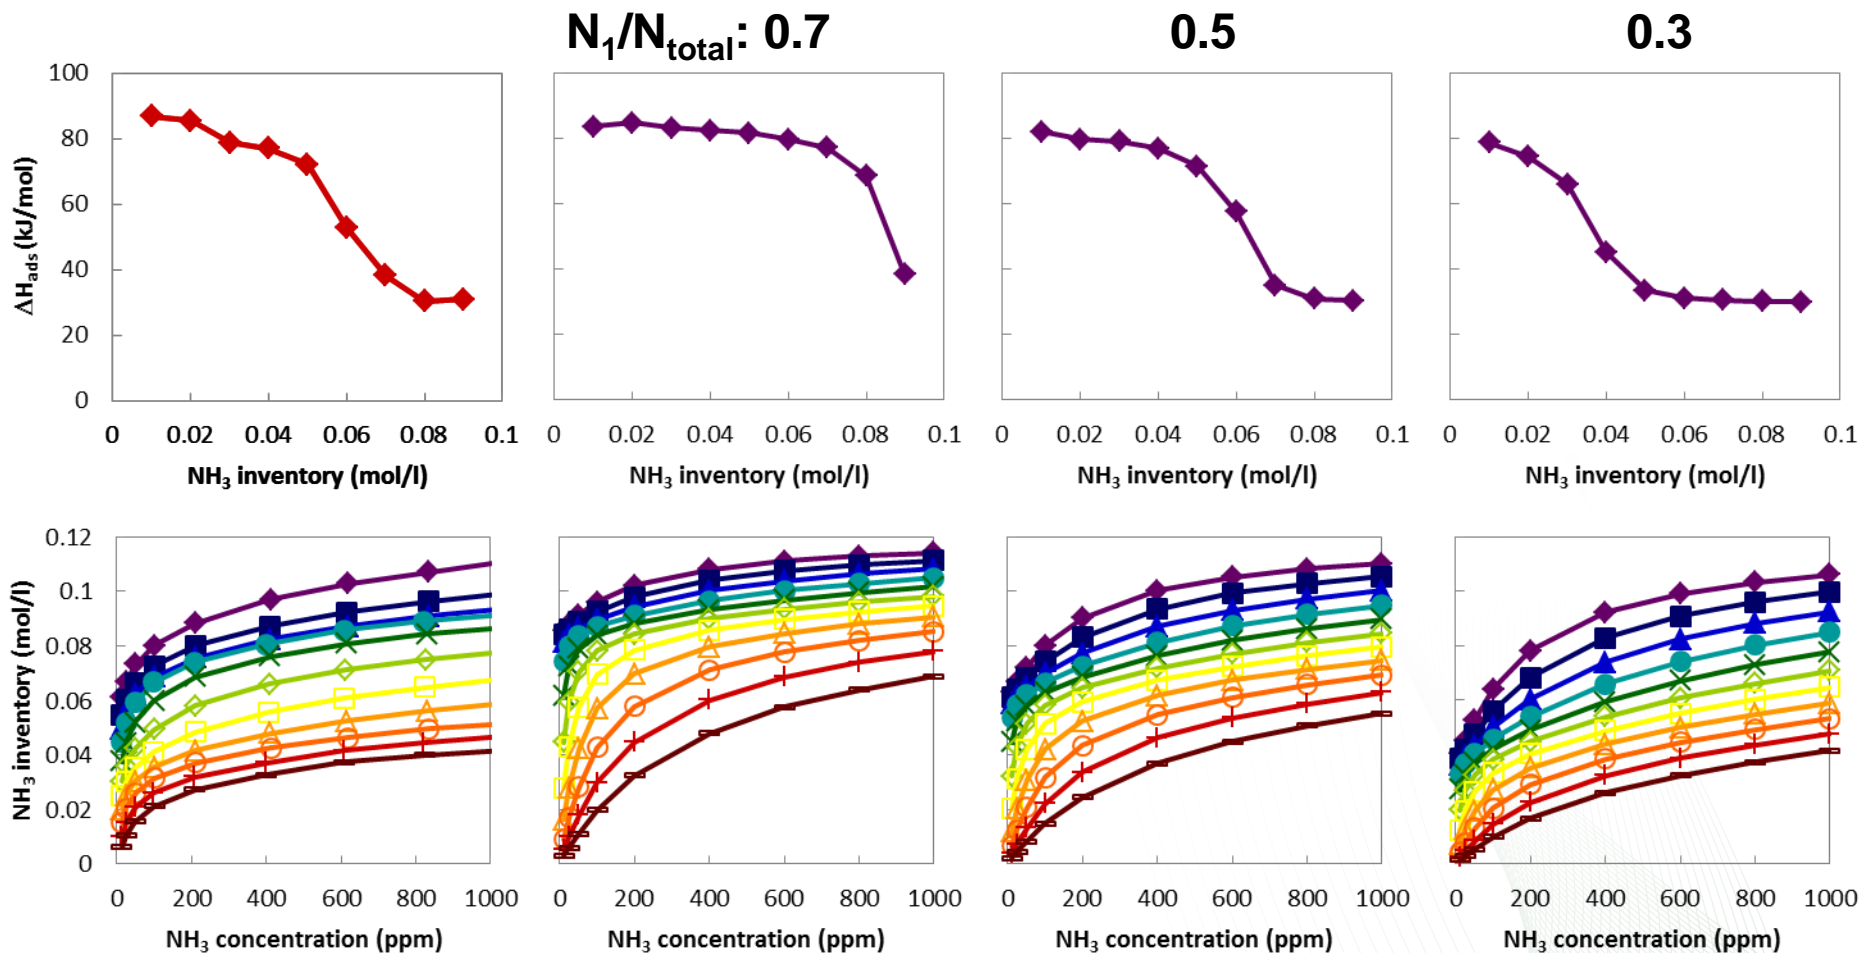 N1/Ntotal: 0.7 0.5 0.3
100
80
60
40
20
0
ΔHads (kJ/mol)
0 0.02 0.04 0.06 0.08 0.1
NH3 inventory (mol/l)
0 0.02 0.04 0.06 0.08 0.1
NH3 inventory (mol/l)
0 0.02 0.04 0.06 0.08 0.1
NH3 inventory (mol/l)
0 0.02 0.04 0.06 0.08 0.1
NH3 inventory (mol/l)
0.12
0.1
0.08
0.06
0.04
0.02
0
NH3 inventory (mol/l)
0 200 400 600 800 1000
NH3 concentration (ppm)
0 200 400 600 800 1000
NH3 concentration (ppm)
0 200 400 600 800 1000
NH3 concentration (ppm)
0 200 400 600 800 1000
NH3 concentration (ppm)